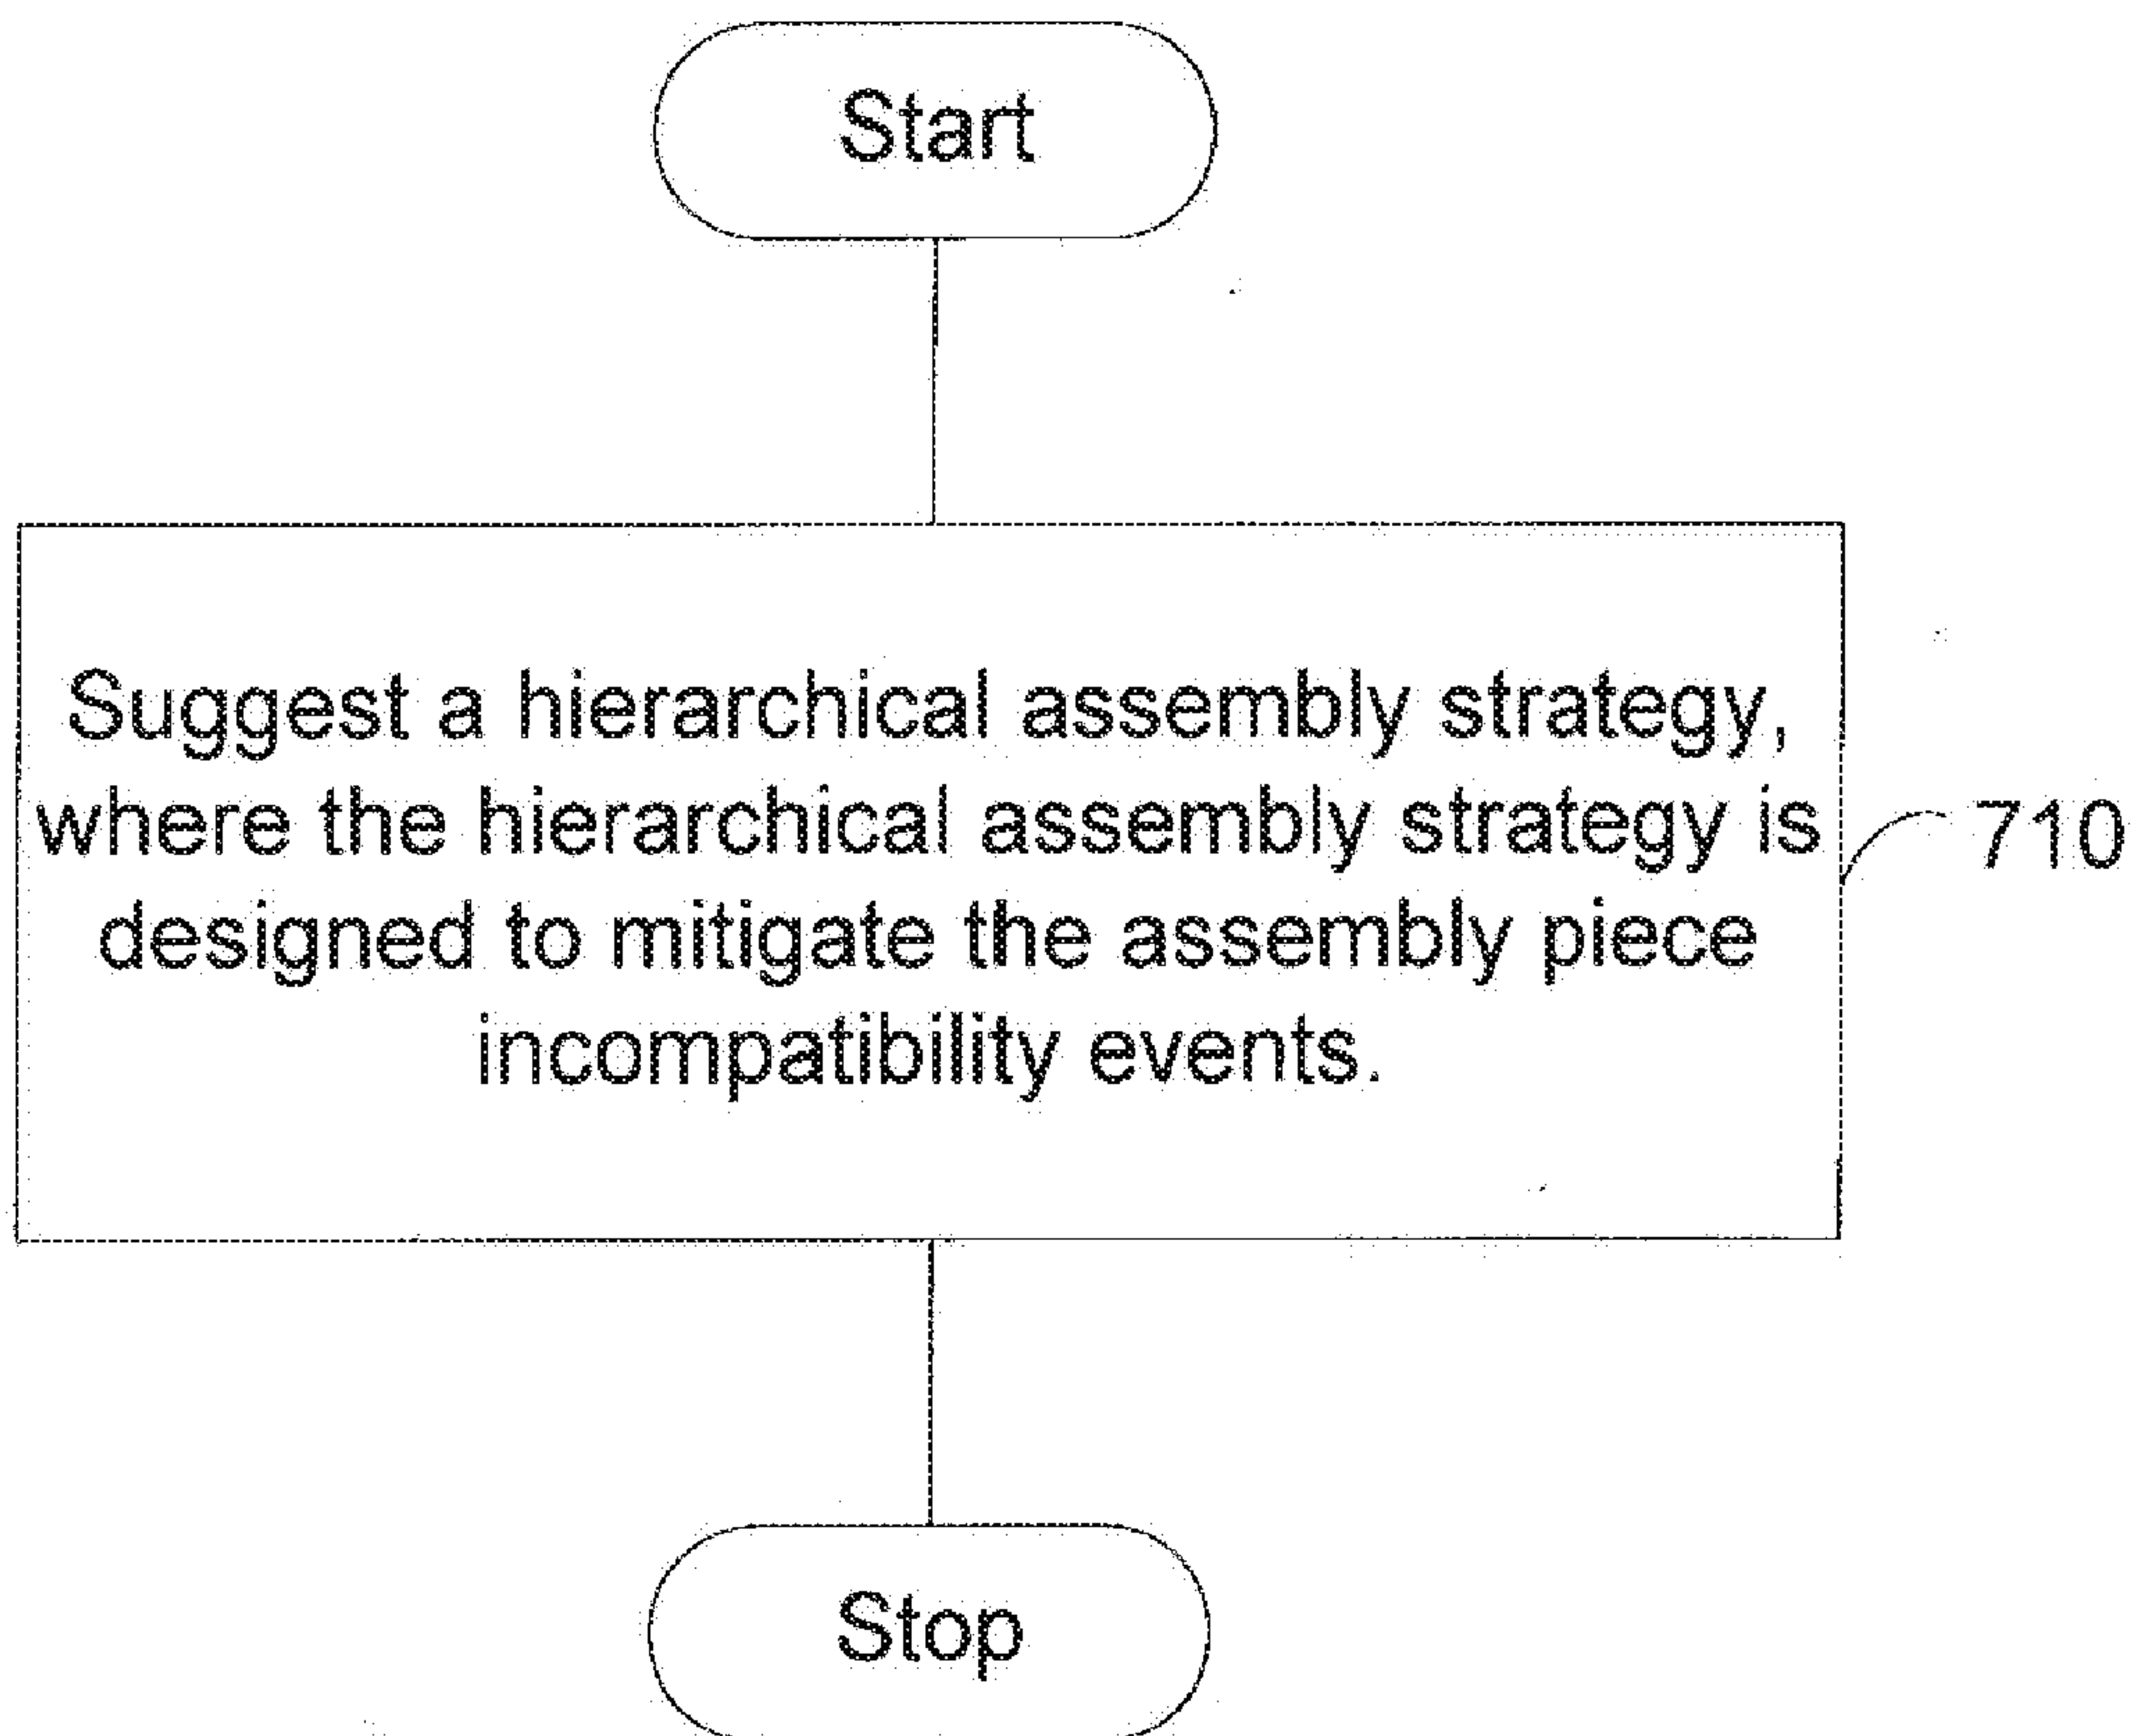 Start
Suggest a hierarchical assembly strategy,
where the hierarchical assembly strategy is
designed to mitigate the assembly piece
incompatibility events.
710
Stop